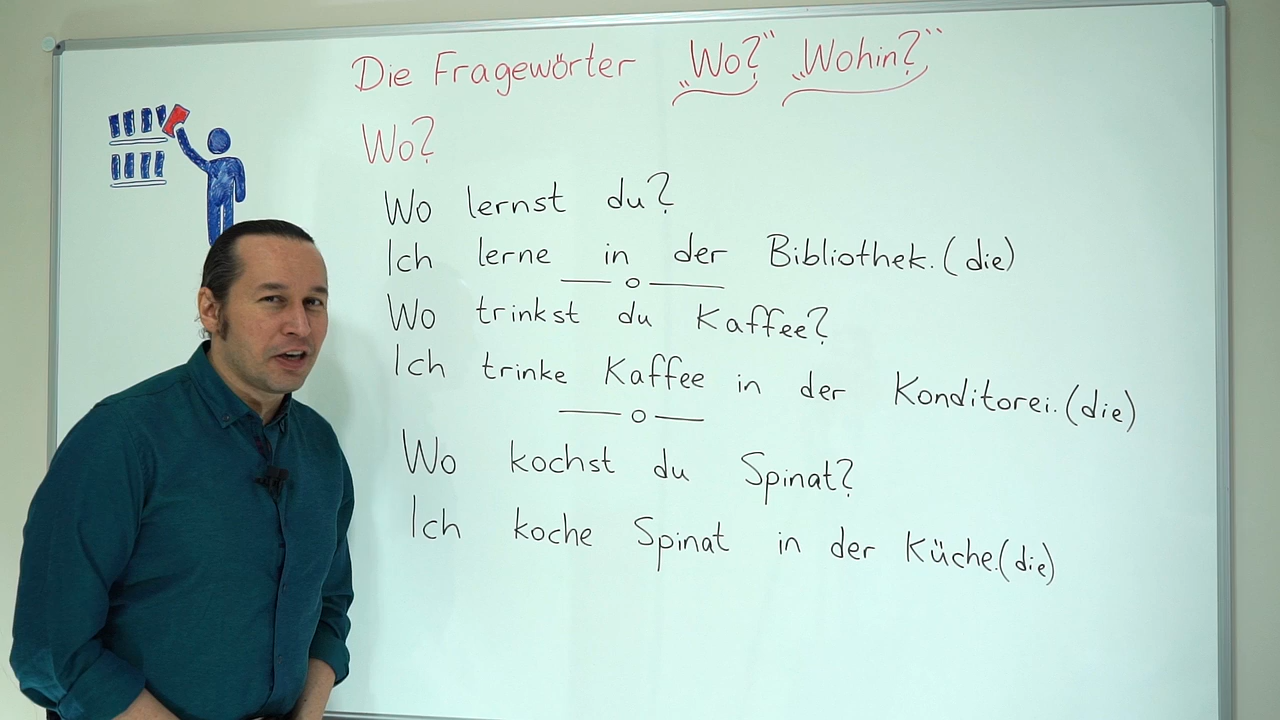 Die Fragewörter „Wo?“ „Wohin?“
Wo?
Wo lernst du?
Ich lerne in der Bibliothek. (die)
Wo trinkst du Kaffee?
Ich trinke Kaffee in der Konditorei. (die)
Wo kochst du Spinat?
Ich koche Spinat in der Küche. (die)